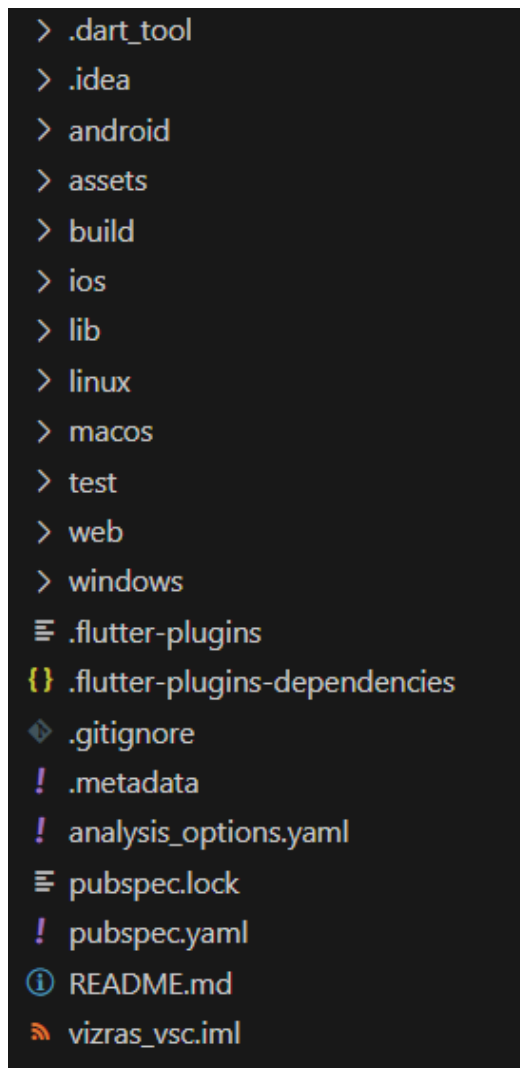 .dart_tool
.idea
android
assets
build
ios
lib
linux
macos
test
web
windows
.flutter-plugins
.flutter-plugins-dependencies
.gitignore
.metadata
analysis_options.yaml
pubspec.lock
pubspec.yaml
README.md
vizras_vsc.iml